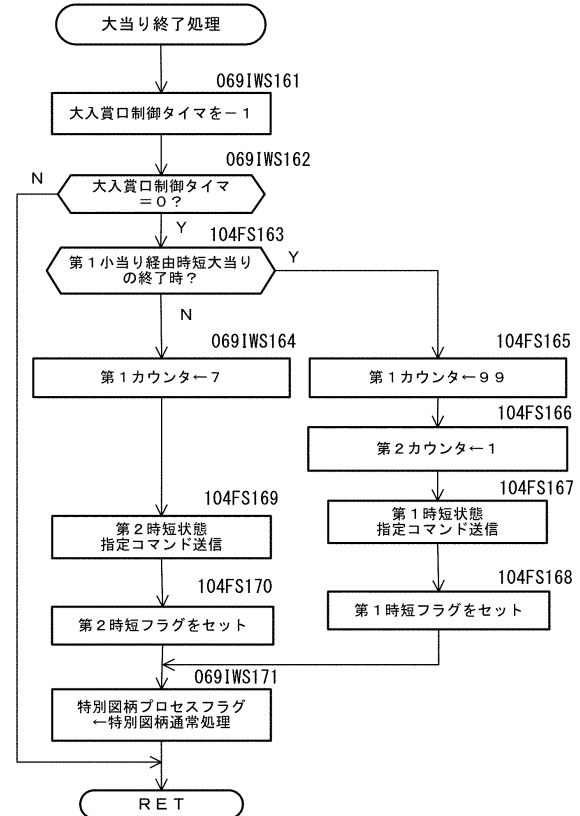 大当り終了処理
069IWS161
大入賞口制御タイマを－１
069IWS162
N
大入賞口制御タイマ
＝０？
Y
104FS163
第１小当り経由時短大当り
の終了時？
Y
N
069IWS164
第１カウンタ←７
104FS165
第１カウンタ←９９
104FS166
第２カウンタ←１
104FS167
第１時短状態
指定コマンド送信
104FS169
第２時短状態
指定コマンド送信
104FS168
第１時短フラグをセット
104FS170
第２時短フラグをセット
069IWS171
特別図柄プロセスフラグ
←特別図柄通常処理
ＲＥＴ